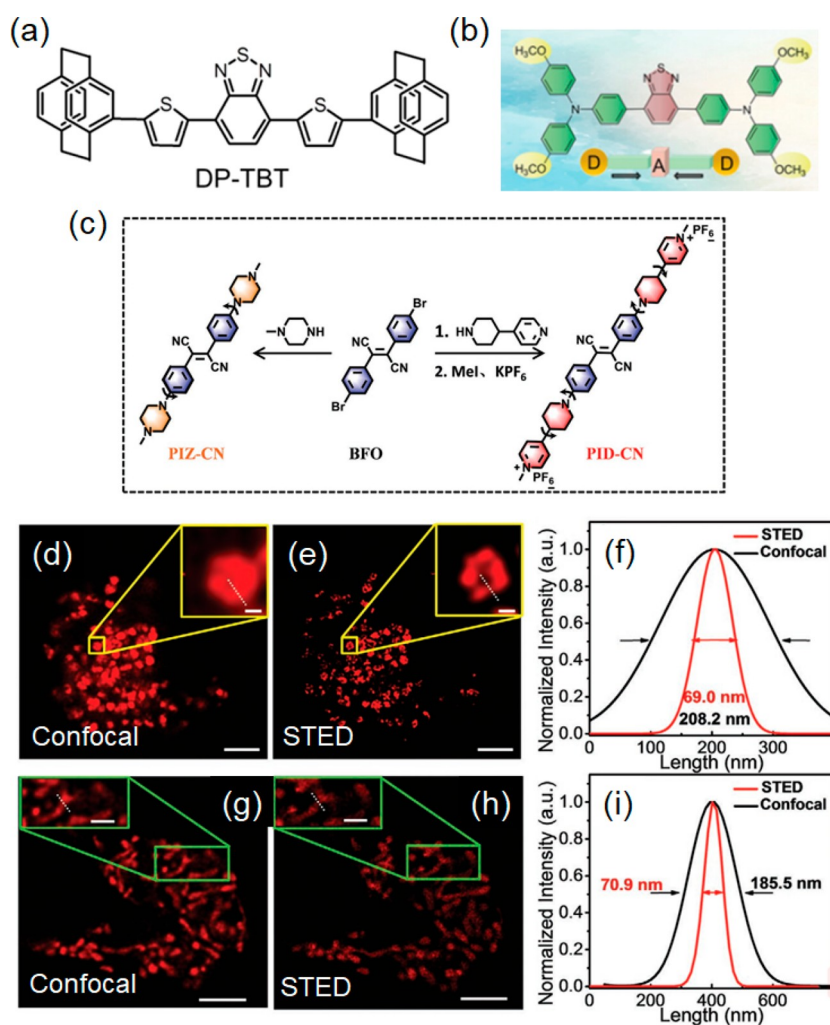 (a)
S
N
N
S
S
DP-TBT
(b)
H₃CO
S
N
N
OCH₃
N
N
H₃CO
D
A
D
OCH₃
(c)
N
N
CN
CN
N
N
PIZ-CN
N
NH
Br
CN
CN
Br
BFO
1. HN
N
2. MeI、KPF₆
N
+
PF₆
N
CN
CN
N
N
+
PF₆
PID-CN
(d)
Confocal
(e)
STED
(f)
STED
Confocal
Normalized Intensity (a.u.)
1.0
0.8
0.6
0.4
0.2
0.0
69.0 nm
208.2 nm
0
100
200
300
Length (nm)
(g)
Confocal
(h)
STED
(i)
STED
Confocal
Normalized Intensity (a.u.)
1.0
0.8
0.6
0.4
0.2
0.0
70.9 nm
185.5 nm
0
200
400
600
Length (nm)